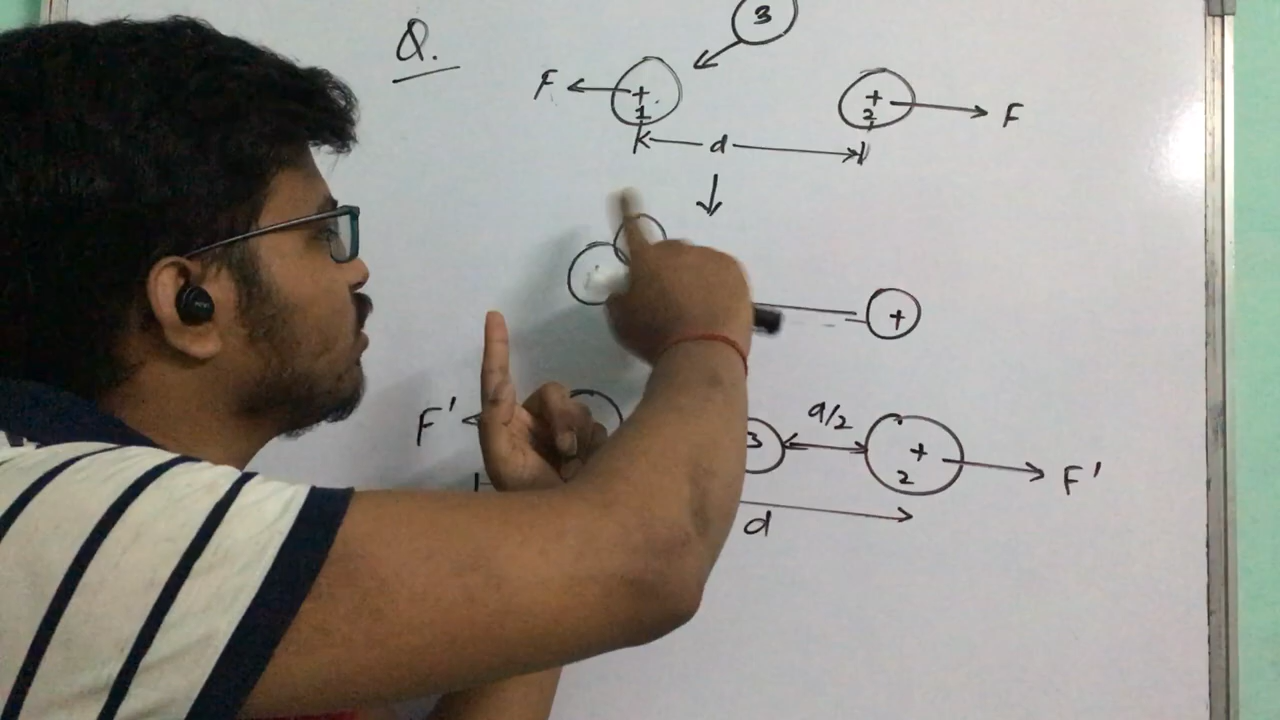 Q.
3
F + 1 + 2 F
d
+
F' 3 d/2 + 2 F'
d